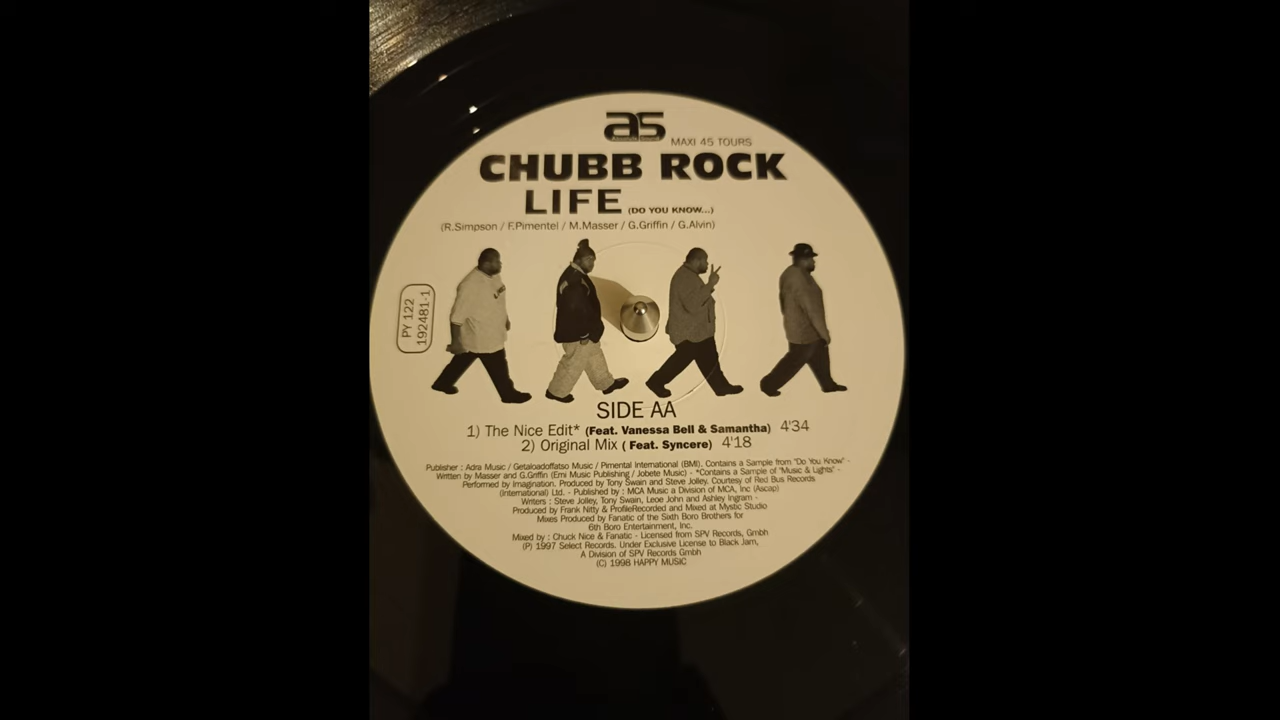 as
MAXI 45 TOURS
CHUBB ROCK
LIFE (DO YOU KNOW...)
(R.Simpson / F.Pimentel / M.Masser / G.Griffin / G.Alvin)
PY 122
192481-1
SIDE AA
1) The Nice Edit* (Feat. Vanessa Bell & Samantha) 4'34
2) Original Mix ( Feat. Syncere) 4'18
Publisher : Adra Music / Getaloadoffatso Music / Pimental International (BMI). Contains a Sample from "Do You Know" -
Written by Masser and G.Griffin (Emi Music Publishing / Jobete Music) - *Contains a Sample of "Music & Lights" -
Performed by Imagination. Produced by Tony Swain and Steve Jolley. Courtesy of Red Bus Records
(International) Ltd. - Published by : MCA Music a Division of MCA, Inc (Ascap)
Writers : Steve Jolley, Tony Swain, Leoe John and Ashley Ingram -
Produced by Frank Nitty & ProfileRecorded and Mixed at Mystic Studio
Mixes Produced by Fanatic of the Sixth Boro Brothers for
6th Boro Entertainment, Inc.
Mixed by : Chuck Nice & Fanatic - Licensed from SPV Records, Gmbh
(P) 1997 Select Records. Under Exclusive License to Black Jam,
A Division of SPV Records Gmbh
(C) 1998 HAPPY MUSIC